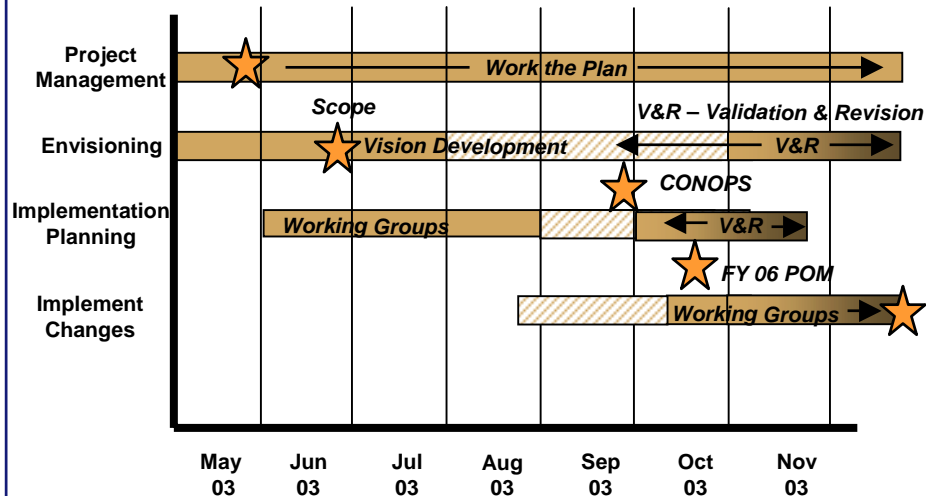 Project
Management
Work the Plan
Scope
V&R – Validation & Revision
Envisioning
Vision Development
V&R
CONOPS
Implementation
Planning
Working Groups
V&R
FY 06 POM
Implement
Changes
Working Groups
May
03
Jun
03
Jul
03
Aug
03
Sep
03
Oct
03
Nov
03